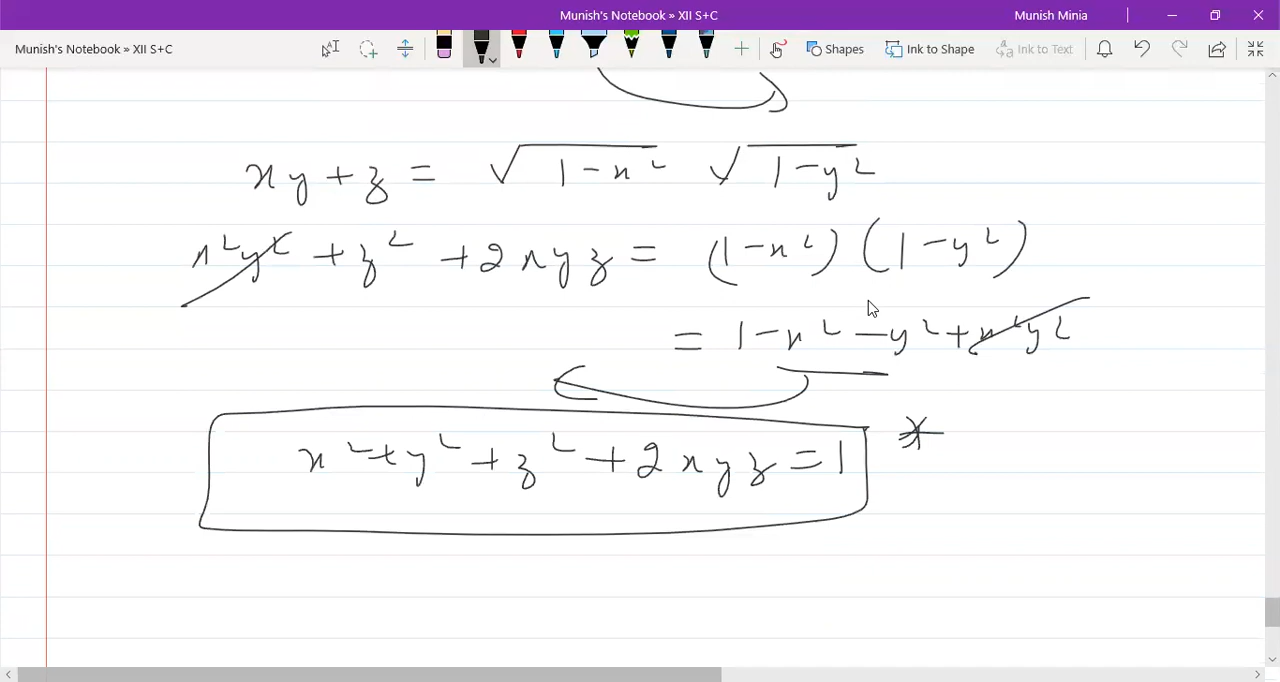 Munish's Notebook » XII S+C
Munish Minia
Munish's Notebook » XII S+C
Shapes
Ink to Shape
Ink to Text
xy + z = √(1-x²) √(1-y²)
x²y² + z² + 2xyz = (1-x²)(1-y²)
= 1-x²-y²+x²y²
x²+y²+z²+2xyz=1 *